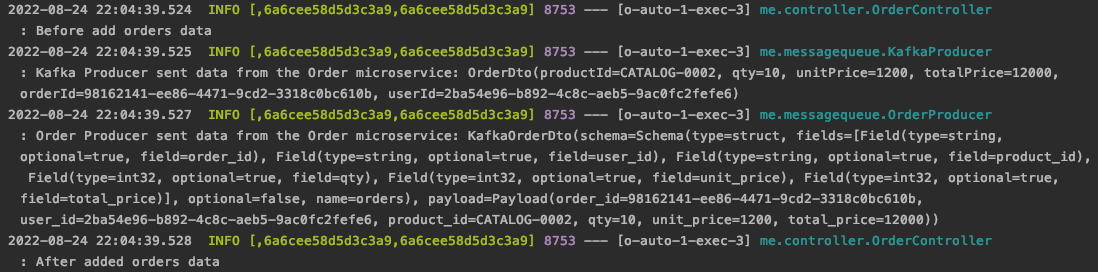 2022-08-24 22:04:39.524  INFO [,6a6cee58d5d3c3a9,6a6cee58d5d3c3a9] 8753 --- [o-auto-1-exec-3] me.controller.OrderController
: Before add orders data
2022-08-24 22:04:39.525  INFO [,6a6cee58d5d3c3a9,6a6cee58d5d3c3a9] 8753 --- [o-auto-1-exec-3] me.messagequeue.KafkaProducer
: Kafka Producer sent data from the Order microservice: OrderDto(productId=CATALOG-0002, qty=10, unitPrice=1200, totalPrice=12000,
orderId=98162141-ee86-4471-9cd2-3318c0bc610b, userId=2ba54e96-b892-4c8c-aeb5-9ac0fc2fefe6)
2022-08-24 22:04:39.527  INFO [,6a6cee58d5d3c3a9,6a6cee58d5d3c3a9] 8753 --- [o-auto-1-exec-3] me.messagequeue.OrderProducer
: Order Producer sent data from the Order microservice: KafkaOrderDto(schema=Schema(type=struct, fields=[Field(type=string,
optional=true, field=order_id), Field(type=string, optional=true, field=user_id), Field(type=string, optional=true, field=product_id),
Field(type=int32, optional=true, field=qty), Field(type=int32, optional=true, field=unit_price), Field(type=int32, optional=true,
field=total_price)], optional=false, name=orders), payload=Payload(order_id=98162141-ee86-4471-9cd2-3318c0bc610b,
user_id=2ba54e96-b892-4c8c-aeb5-9ac0fc2fefe6, product_id=CATALOG-0002, qty=10, unit_price=1200, total_price=12000))
2022-08-24 22:04:39.528  INFO [,6a6cee58d5d3c3a9,6a6cee58d5d3c3a9] 8753 --- [o-auto-1-exec-3] me.controller.OrderController
: After added orders data